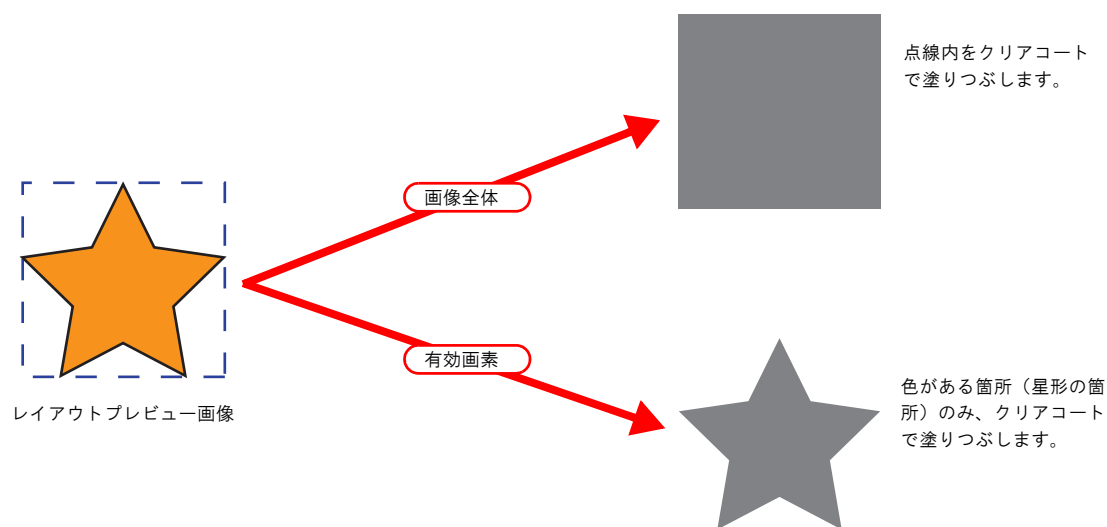 点線内をクリアコート
で塗りつぶします。
画像全体
有効画素
レイアウトプレビュー画像
色がある箇所（星形の箇
所）のみ、クリアコート
で塗りつぶします。